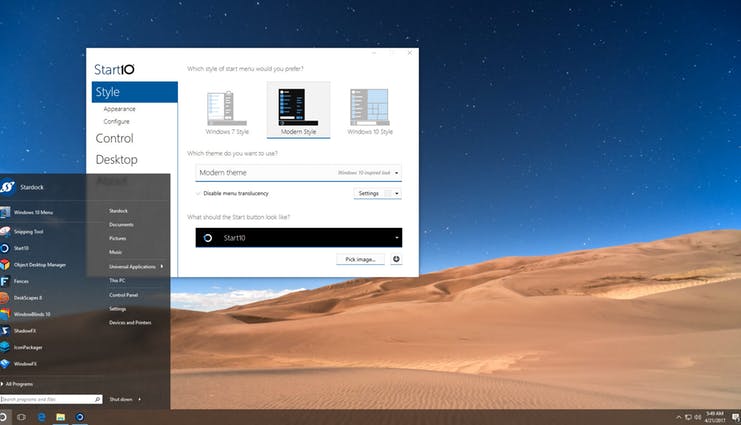 Start10
Which style of start menu would you prefer?
Style
Appearance
Configure
Control
Desktop
Windows 7 Style
Modern Style
Windows 10 Style
Which theme do you want to use?
Modern theme
Windows 10 inspired look
Disable menu translucency
Settings
What should the Start button look like?
Start10
Pick image...
Stardock
Windows 10 Menu
Snipping Tool
Start10
Object Desktop Manager
Fences
DeskScapes 8
WindowBlinds 10
ShadowFX
IconPackager
WindowFX
All Programs
Search programs and files
Stardock
Documents
Pictures
Music
Universal Applications
This PC
Control Panel
Settings
Devices and Printers
Shut down
5:49 AM
4/21/2017